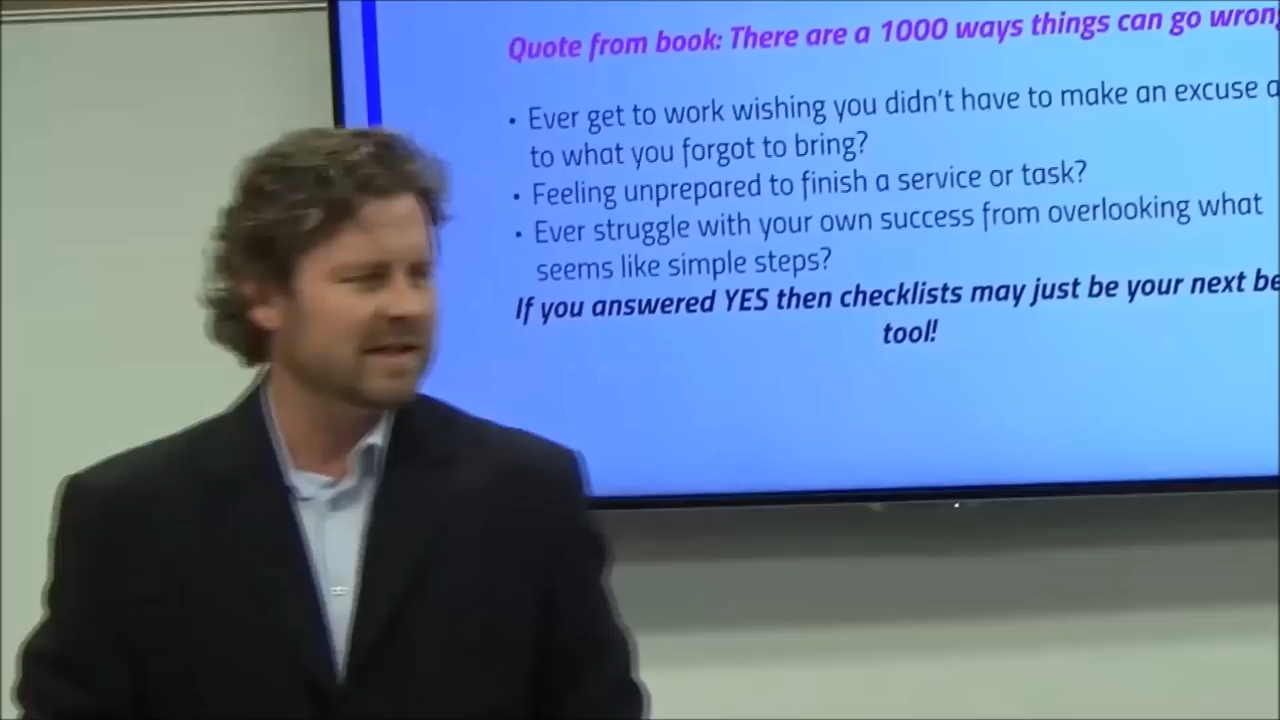 Quote from book: There are a 1000 ways things can go wrong
• Ever get to work wishing you didn't have to make an excuse
to what you forgot to bring?
• Feeling unprepared to finish a service or task?
• Ever struggle with your own success from overlooking what
seems like simple steps?
If you answered YES then checklists may just be your next
tool!